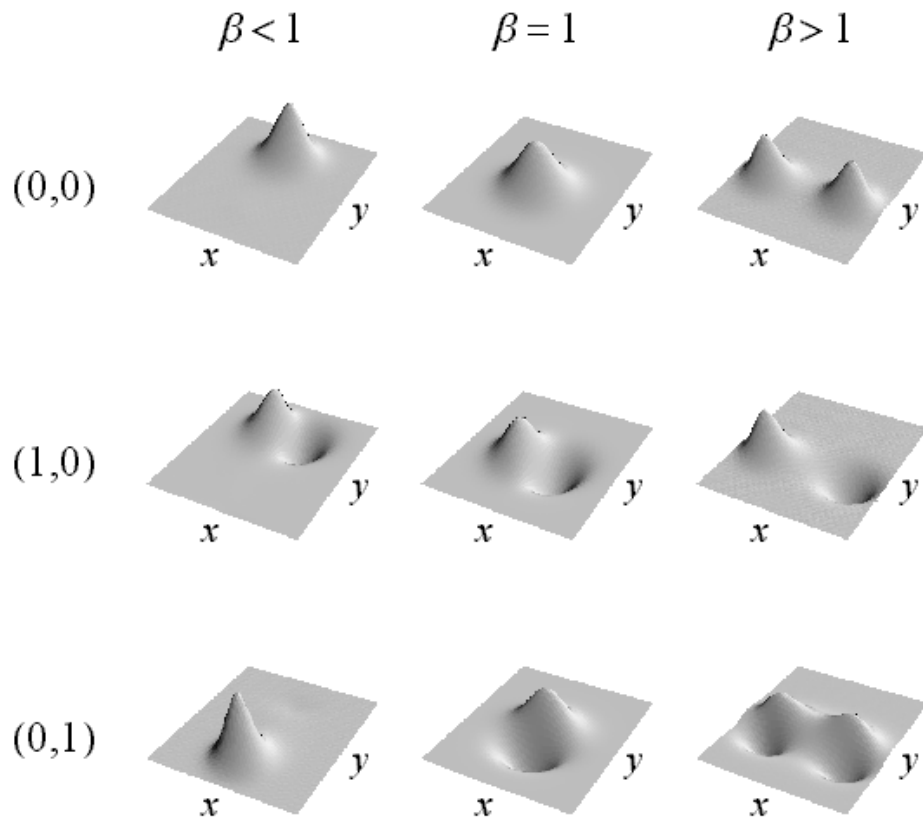 β < 1 β = 1 β > 1
(0,0)
y y y
x x x
(1,0)
y y y
x x x
(0,1)
y y y
x x x